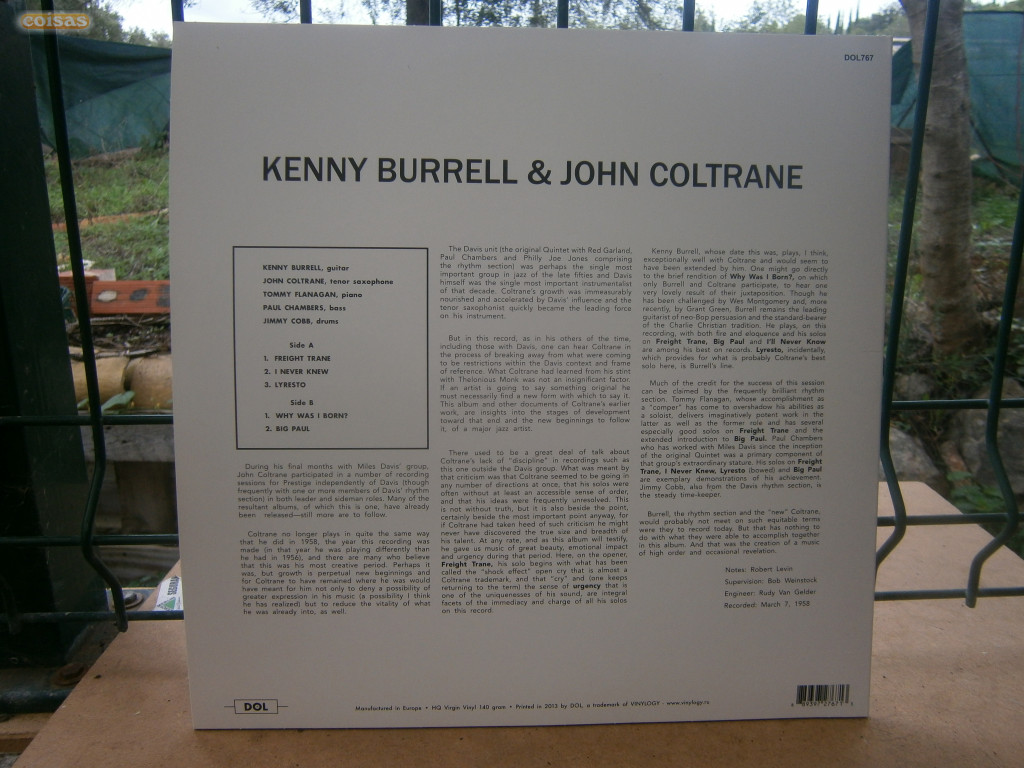 coisas
DOL767
KENNY BURRELL & JOHN COLTRANE
KENNY BURRELL, guitar
JOHN COLTRANE, tenor saxophone
TOMMY FLANAGAN, piano
PAUL CHAMBERS, bass
JIMMY COBB, drums
Side A
1. FREIGHT TRANE
2. I NEVER KNEW
3. LYRESTO
Side B
1. WHY WAS I BORN?
2. BIG PAUL
During his final months with Miles Davis' group,
John Coltrane participated in a number of recording
sessions for Prestige independently of Davis (though
frequently with one or more members of Davis' rhythm
section) in both leader and sideman roles. Many of the
resultant albums, of which this is one, have already
been released—still more are to follow.
Coltrane no longer plays in quite the same way
that he did in 1958, the year this recording was
made (in that year he was playing differently than
he had in 1956), and there are many who believe
that this was his most creative period. Perhaps it
was, but growth is perpetual new beginnings and
for Coltrane to have remained where he was would
have meant for him not only to deny a possibility of
greater expression in his music (a possibility I think
he has realized) but to reduce the vitality of what
he was already into, as well.
The Davis unit (the original Quintet with Red Garland,
Paul Chambers and Philly Joe Jones comprising
the rhythm section) was perhaps the single most
important group in jazz of the late fifties and Davis
himself was the single most important instrumentalist
of that decade. Coltrane's growth was immeasurably
nourished and accelerated by Davis' influence and the
tenor saxophonist quickly became the leading force
on his instrument.
But in this record, as in his others of the time,
including those with Davis, one can hear Coltrane in
the process of breaking away from what were coming
to be restrictions within the Davis context and frame
of reference. What Coltrane had learned from his stint
with Thelonious Monk was not an insignificant factor.
If an artist is going to say something original he
must necessarily find a new form with which to say it.
This album and other documents of Coltrane's earlier
work, are insights into the stages of development
toward that end and the new beginnings to follow
it, of a major jazz artist.
There used to be a great deal of talk about
Coltrane's lack of "discipline" in recordings such as
this one outside the Davis group. What was meant by
that criticism was that Coltrane seemed to be going in
any number of directions at once, that his solos were
often without at least an accessible sense of order,
and that his ideas were frequently unresolved. This
is not without truth, but it is also beside the point,
certainly beside the most important point anyway, for
if Coltrane had taken heed of such criticism he might
never have discovered the true size and breadth of
his talent. At any rate, and as this album will testify,
he gave us music of great beauty, emotional impact
and urgency during that period. Here, on the opener,
Freight Trane, his solo begins with what has been
called the "shock affect" open cry that is almost a
Coltrane trademark, and that "cry" and (one keeps
returning to the term) the sense of urgency that is
one of the uniquenesses of his sound, are integral
facets of the immediacy and charge of all his solos
on this record.
Kenny Burrell, whose date this was, plays, I think,
exceptionally well with Coltrane and would seem to
have been extended by him. One might go directly
to the brief rendition of Why Was I Born?, on which
only Burrell and Coltrane participate, to hear one
very lovely result of their juxtaposition. Though he
has been challenged by Wes Montgomery and, more
recently, by Grant Green, Burrell remains the leading
guitarist of neo-Bop persuasion and the standard-bearer
of the Charlie Christian tradition. He plays, on this
recording, with both fire and eloquence and his solos
on Freight Trane, Big Paul and I'll Never Know
are among his best on records. Lyresto, incidentally,
which provides for what is probably Coltrane's best
solo here, is Burrell's line.
Much of the credit for the success of this session
can be claimed by the frequently brilliant rhythm
section. Tommy Flanagan, whose accomplishment as
a "comper" has come to overshadow his abilities as
a soloist, delivers imaginatively potent work in the
latter as well as the former role and has several
especially good solos on Freight Trane and the
extended introduction to Big Paul. Paul Chambers
who has worked with Miles Davis since the inception
of the original Quintet was a primary component of
that group's extraordinary stature. His solos on Freight
Trane, I Never Knew, Lyresto (bowed) and Big Paul
are exemplary demonstrations of his achievement.
Jimmy Cobb, also from the Davis rhythm section, is
the steady time-keeper.
Burrell, the rhythm section and the "new" Coltrane,
would probably not meet on such equitable terms
were they to record today. But that has nothing to
do with what they were able to accomplish together
in this album. And that was the creation of a music
of high order and occasional revelation.
Notes: Robert Levin
Supervision: Bob Weinstock
Engineer: Rudy Van Gelder
Recorded: March 7, 1958
DOL
Manufactured in Europe • HQ Virgin Vinyl 140 gram • Printed in 2013 by DOL, a trademark of VINYLOGY - www.vinylogy.ru